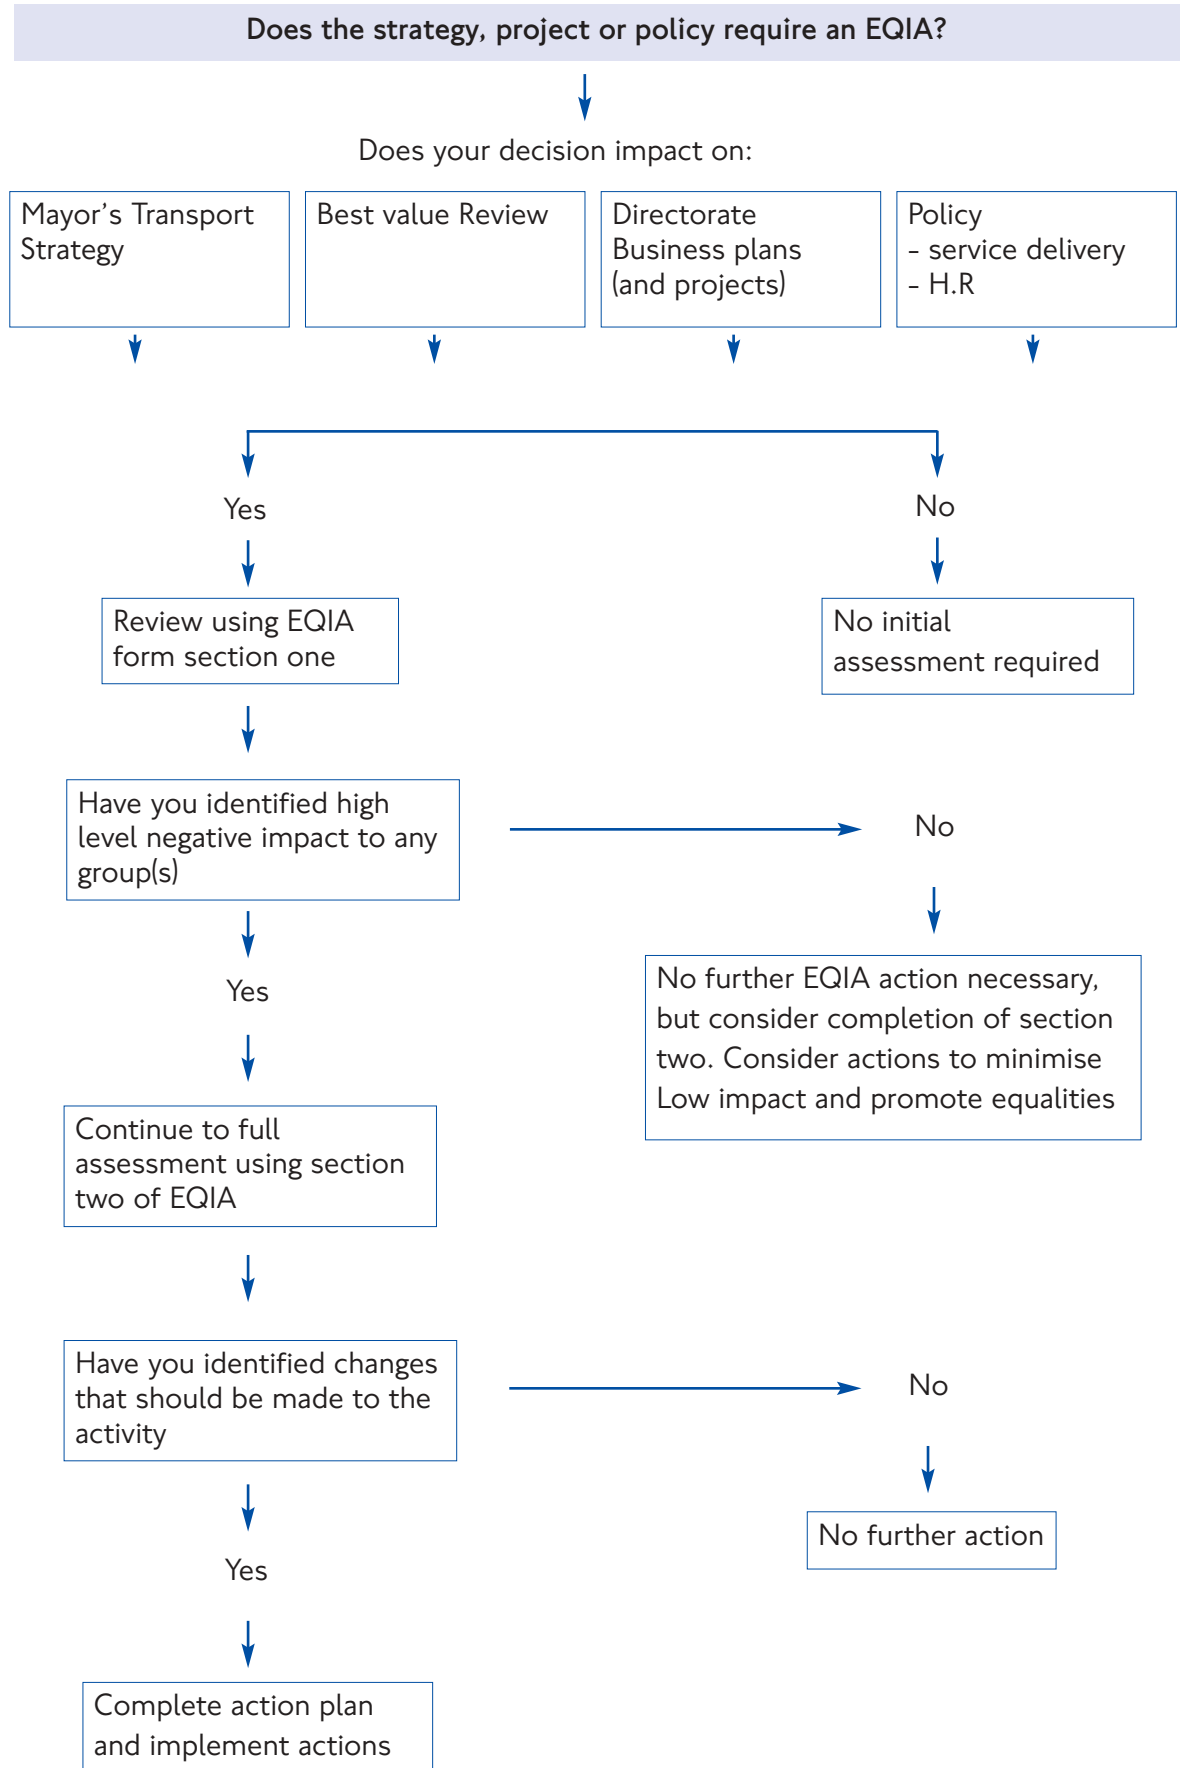 Does the strategy, project or policy require an EQIA?
Does your decision impact on:
Mayor’s Transport
Strategy
Best value Review
Directorate
Business plans
(and projects)
Policy
- service delivery
- H.R
Yes
No
Review using EQIA
form section one
No initial
assessment required
Have you identified high
level negative impact to any
group(s)
No
Yes
No further EQIA action necessary,
but consider completion of section
two. Consider actions to minimise
Low impact and promote equalities
Continue to full
assessment using section
two of EQIA
Have you identified changes
that should be made to the
activity
No
No further action
Yes
Complete action plan
and implement actions